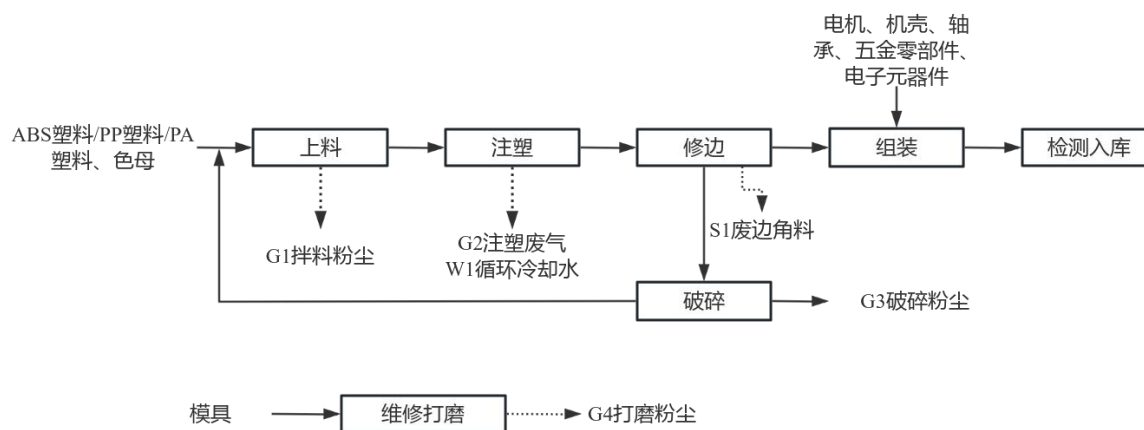 电机、机壳、轴
承、五金零部件、
电子元器件
ABS塑料/PP塑料/PA
塑料、色母
上料
注塑
修边
组装
检测入库
G1拌料粉尘
G2注塑废气
W1循环冷却水
S1废边角料
破碎
G3破碎粉尘
模具
维修打磨
G4打磨粉尘